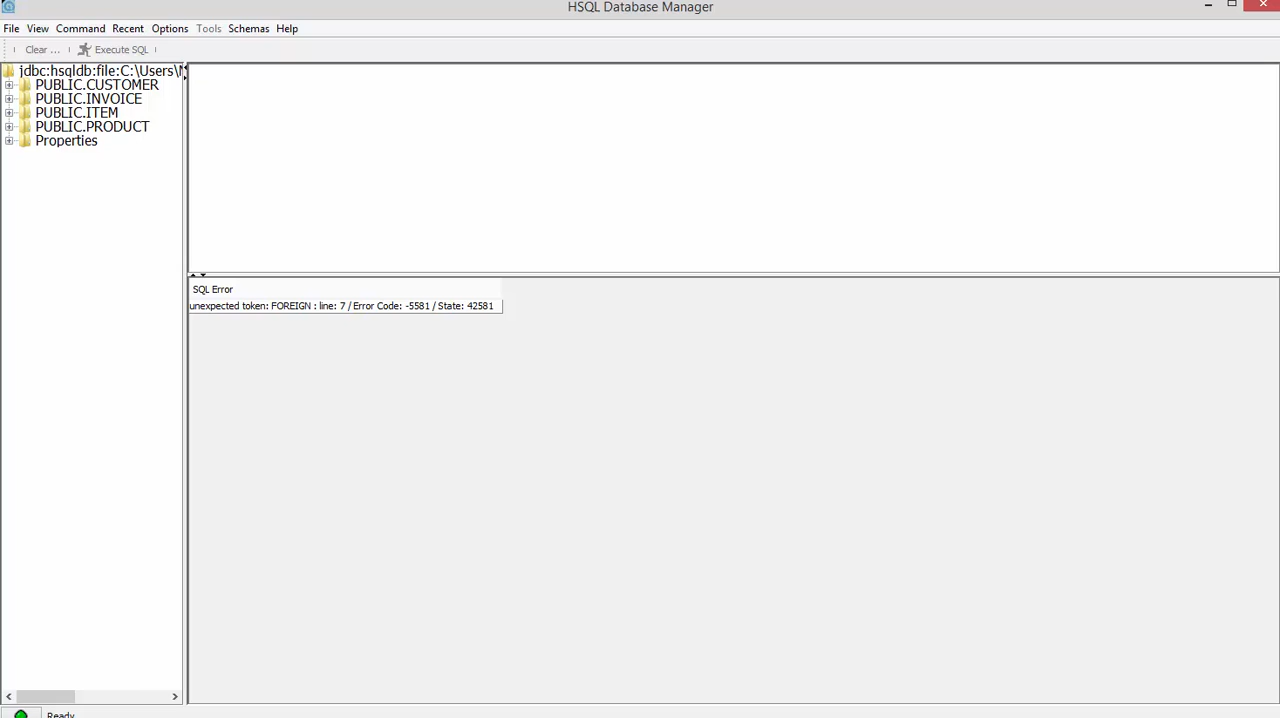 HSQL Database Manager
File View Command Recent Options Tools Schemas Help
Clear ... Execute SQL
jdbc:hsqldb:file:C:\Users\
PUBLIC.CUSTOMER
PUBLIC.INVOICE
PUBLIC.ITEM
PUBLIC.PRODUCT
Properties
SQL Error
unexpected token: FOREIGN : line: 7 / Error Code: -5581 / State: 42581
Ready